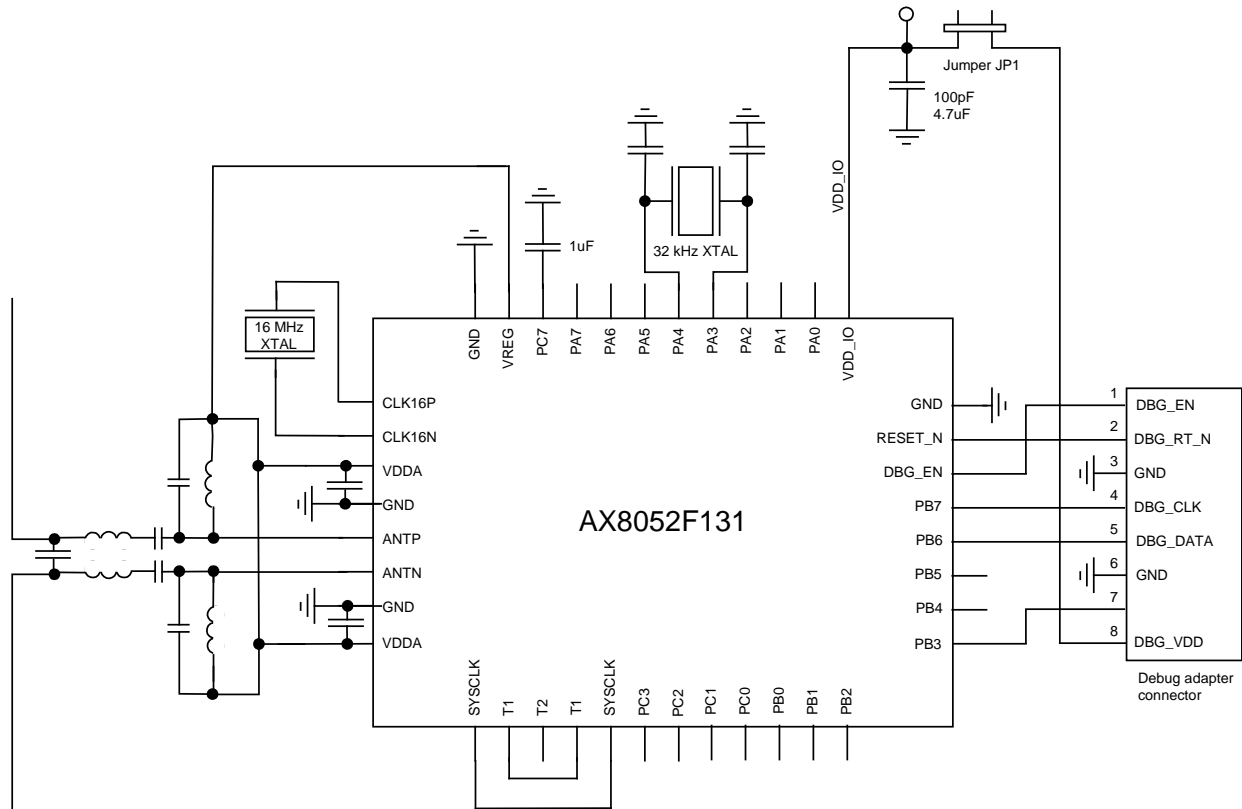 Jumper JP1
100pF
4.7uF
VDD_IO
1uF
32 kHz XTAL
16 MHz
XTAL
GND
VREG
PC7
PA7
PA6
PA5
PA4
PA3
PA2
PA1
PA0
VDD_IO
CLK16P
CLK16N
VDDA
GND
ANTP
ANTN
GND
VDDA
AX8052F131
GND
RESET_N
DBG_EN
PB7
PB6
PB5
PB4
PB3
1
2
3
4
5
6
7
8
DBG_EN
DBG_RT_N
GND
DBG_CLK
DBG_DATA
GND
DBG_VDD
Debug adapter
connector
SYSCLK
T1
T2
T1
SYSCLK
PC3
PC2
PC1
PC0
PB0
PB1
PB2